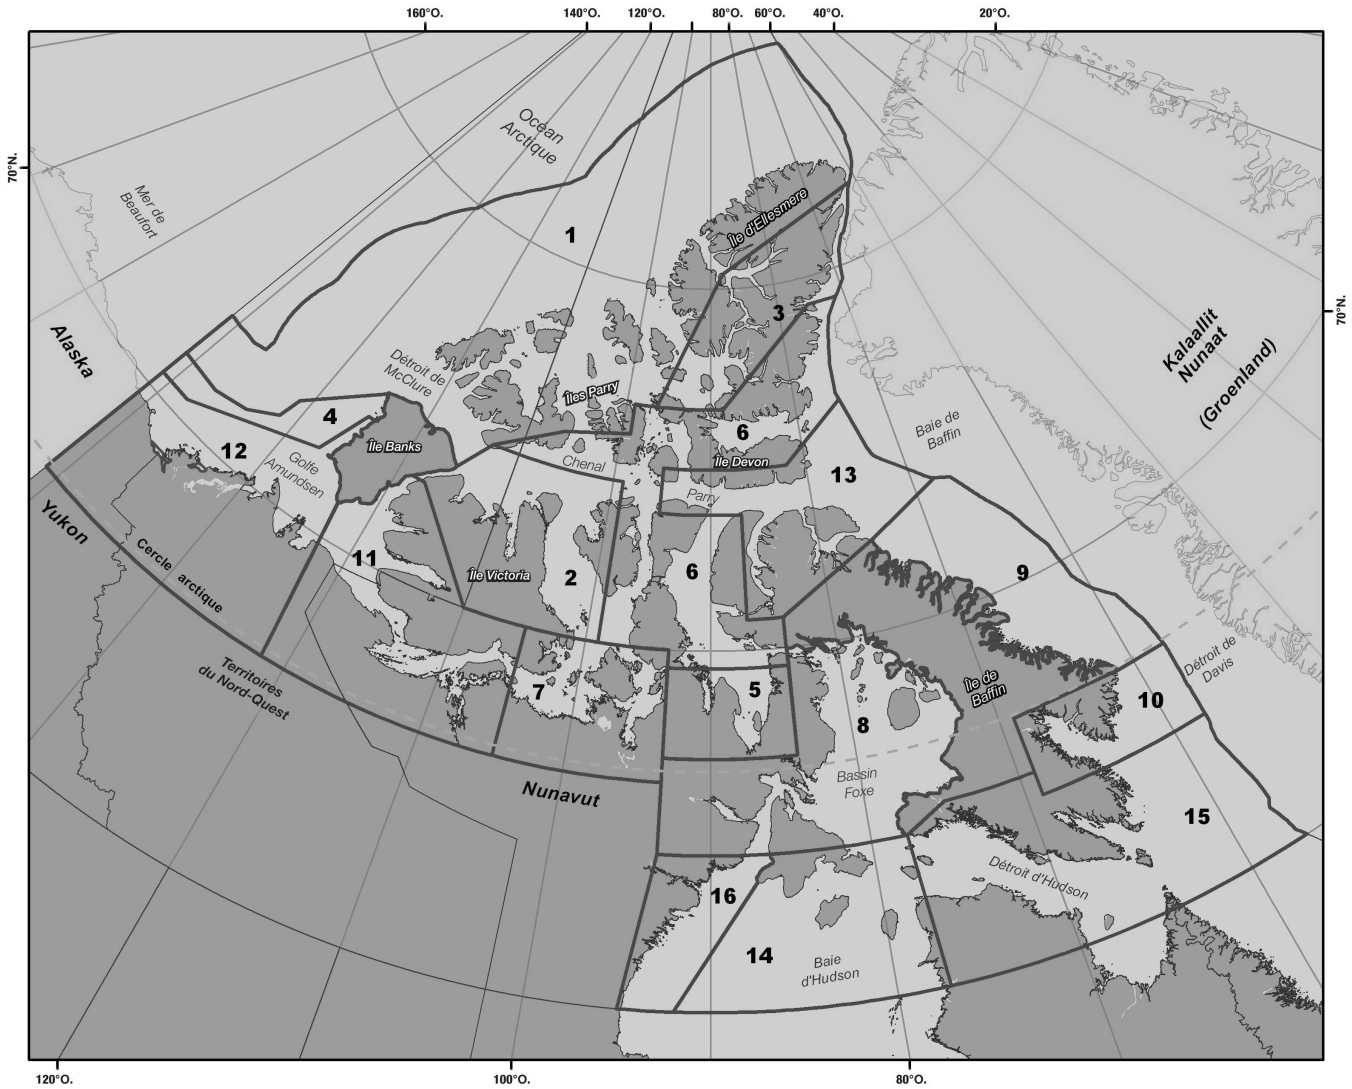 160°O.
140°O.
120°O.
80°O.
60°O.
40°O.
20°O.
70°N.
Océan
Arctique
Mer de
Beaufort
1
Île d'Ellesmere
3
70°N.
Kalaallit
Nunaat
(Groenland)
Alaska
Détroit de
McClure
Îles Parry
4
Baie de
Baffin
12
Île Banks
6
Île Devon
Golfe
Amundsen
Chenal
Parry
13
Yukon
Cercle arctique
11
Île Victoria
2
6
9
Territoires
du Nord-Quest
7
5
8
Île de
Baffin
Détroit de
Davis
10
Nunavut
Bassin
Foxe
15
16
Détroit d'Hudson
14
Baie
d'Hudson
120°O.
100°O.
80°O.